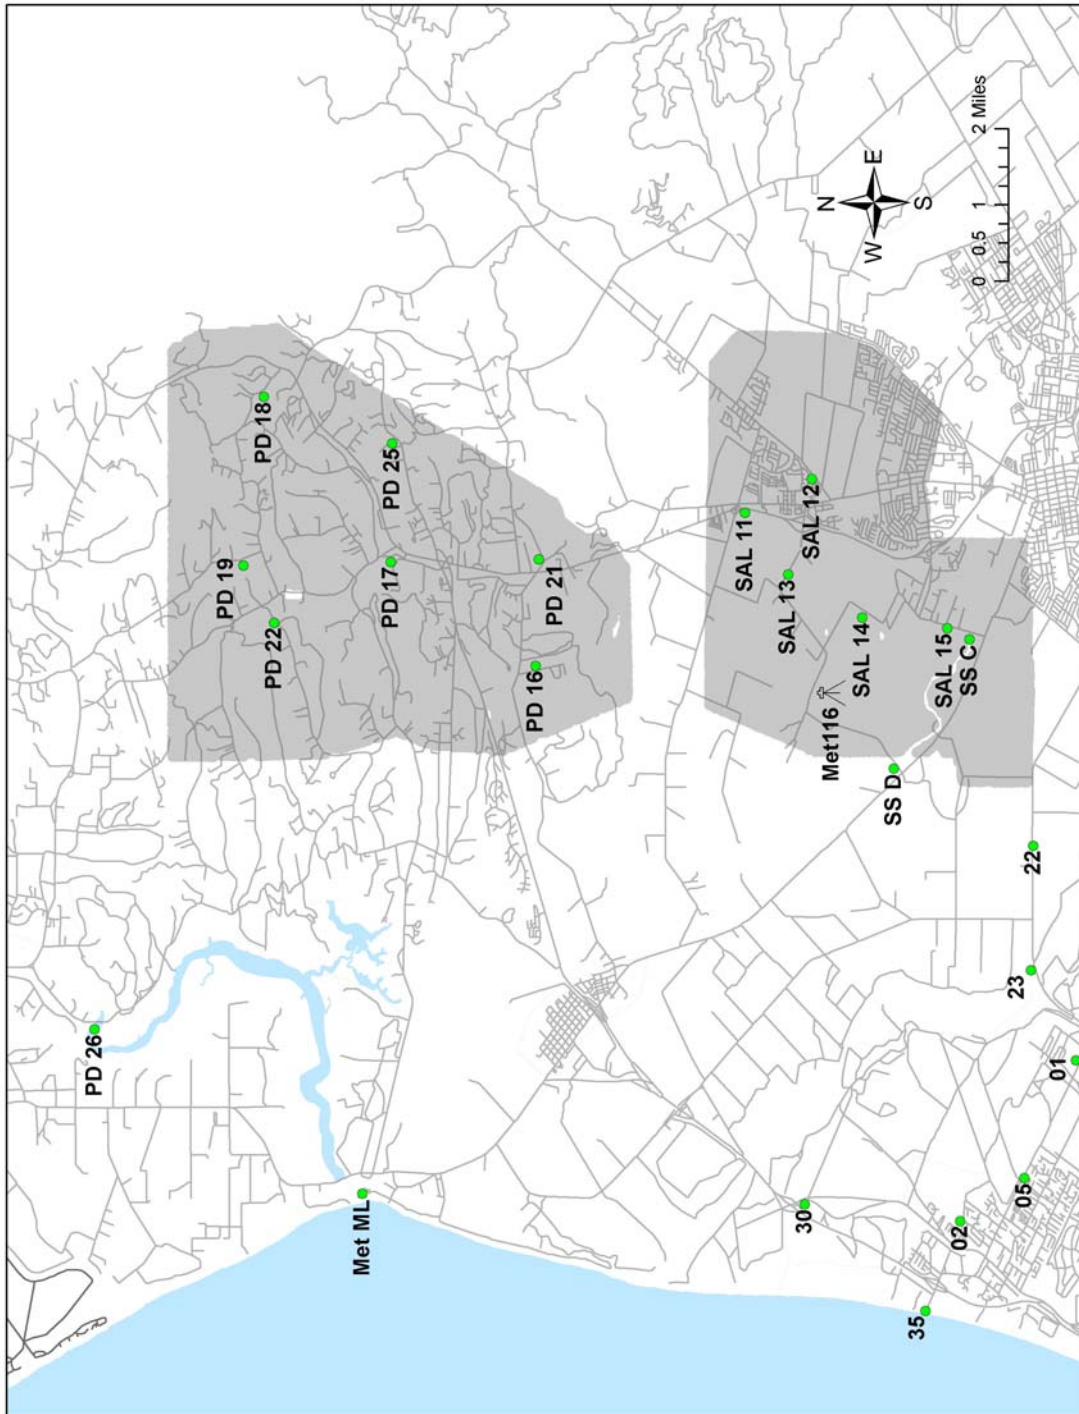 PD 26
PD 18
PD 19
PD 22
PD 25
PD 17
PD 21
PD 16
Met ML
SAL 11
SAL 12
SAL 13
SAL 14
Met116
SAL 15
SS C
SS D
22
23
01
30
05
02
35
N
W
E
S
0 0.5 1 2 Miles